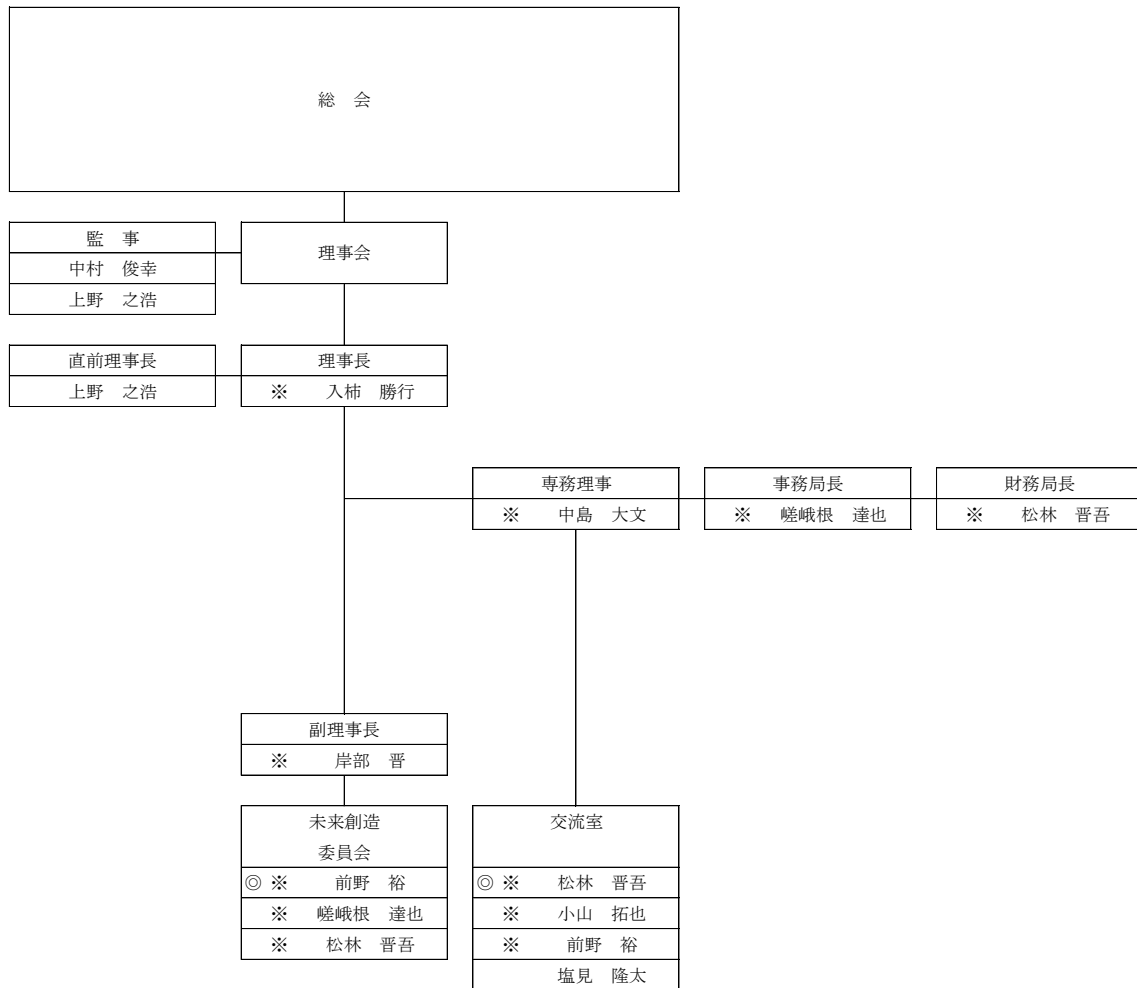 総　会
監　事
中村　俊幸
上野　之浩
理事会
直前理事長
上野　之浩
理事長
※　入柿　勝行
専務理事
※　中島　大文
事務局長
※　嵯峨根　達也
財務局長
※　松林　晋吾
副理事長
※　岸部　晋
未来創造
委員会
◎ ※　前野　裕
※　嵯峨根　達也
※　松林　晋吾
交流室
◎ ※　松林　晋吾
※　小山　拓也
※　前野　裕
塩見　隆太